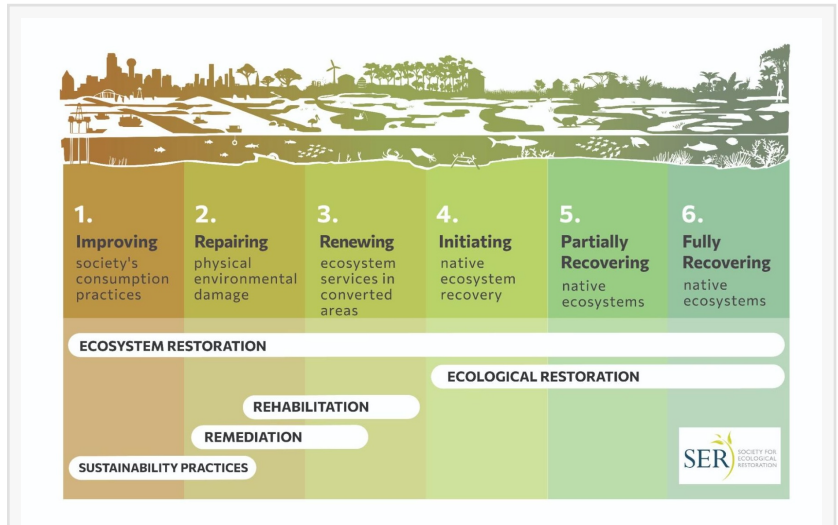 1.
Improving
society's
consumption
practices
2.
Repairing
physical
environmental
damage
3.
Renewing
ecosystem
services in
converted
areas
4.
Initiating
native
ecosystem
recovery
5.
Partially
Recovering
native
ecosystems
6.
Fully
Recovering
native
ecosystems
ECOSYSTEM RESTORATION
ECOLOGICAL RESTORATION
REHABILITATION
REMEDIATION
SUSTAINABILITY PRACTICES
SER
SOCIETY FOR
ECOLOGICAL
RESTORATION